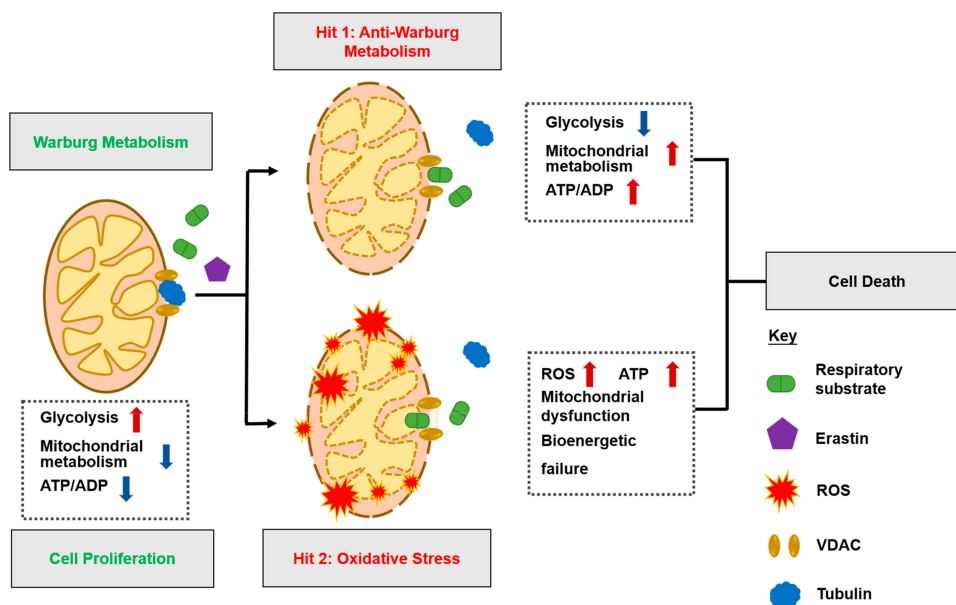 Hit 1: Anti-Warburg
Metabolism
Warburg Metabolism
Glycolysis
Mitochondrial
metabolism
ATP/ADP
Cell Proliferation
Glycolysis
Mitochondrial
metabolism
ATP/ADP
ROS ATP
Mitochondrial
dysfunction
Bioenergetic
failure
Hit 2: Oxidative Stress
Cell Death
Key
Respiratory
substrate
Erastin
ROS
VDAC
Tubulin